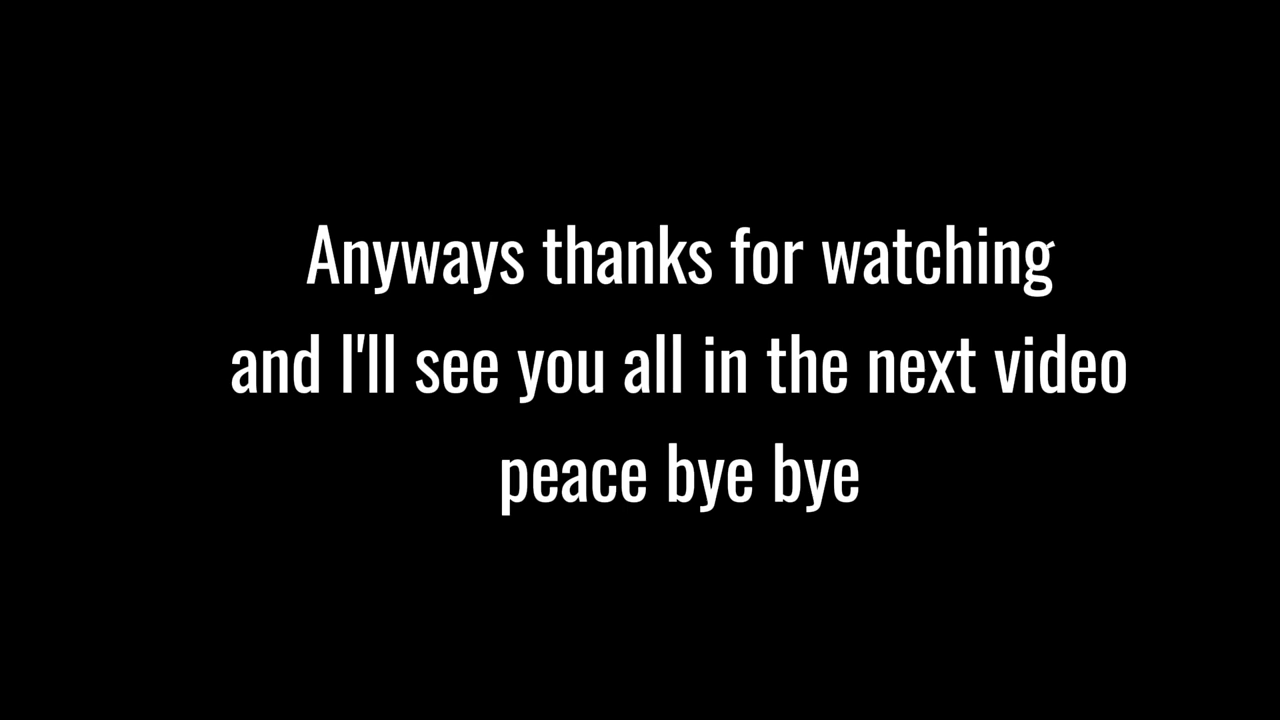 Anyways thanks for watching
and I'll see you all in the next video
peace bye bye